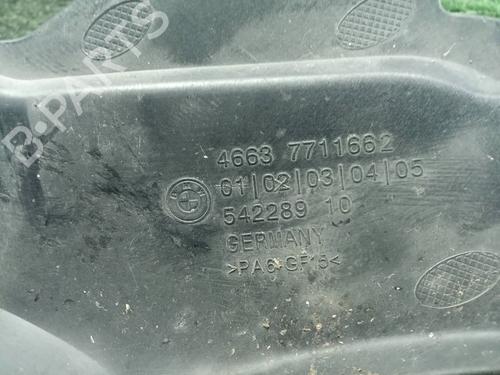 B-PARTS
4663 7711662
01|02|03|04|05
542289 10
GERMANY
>PA6-GF15<